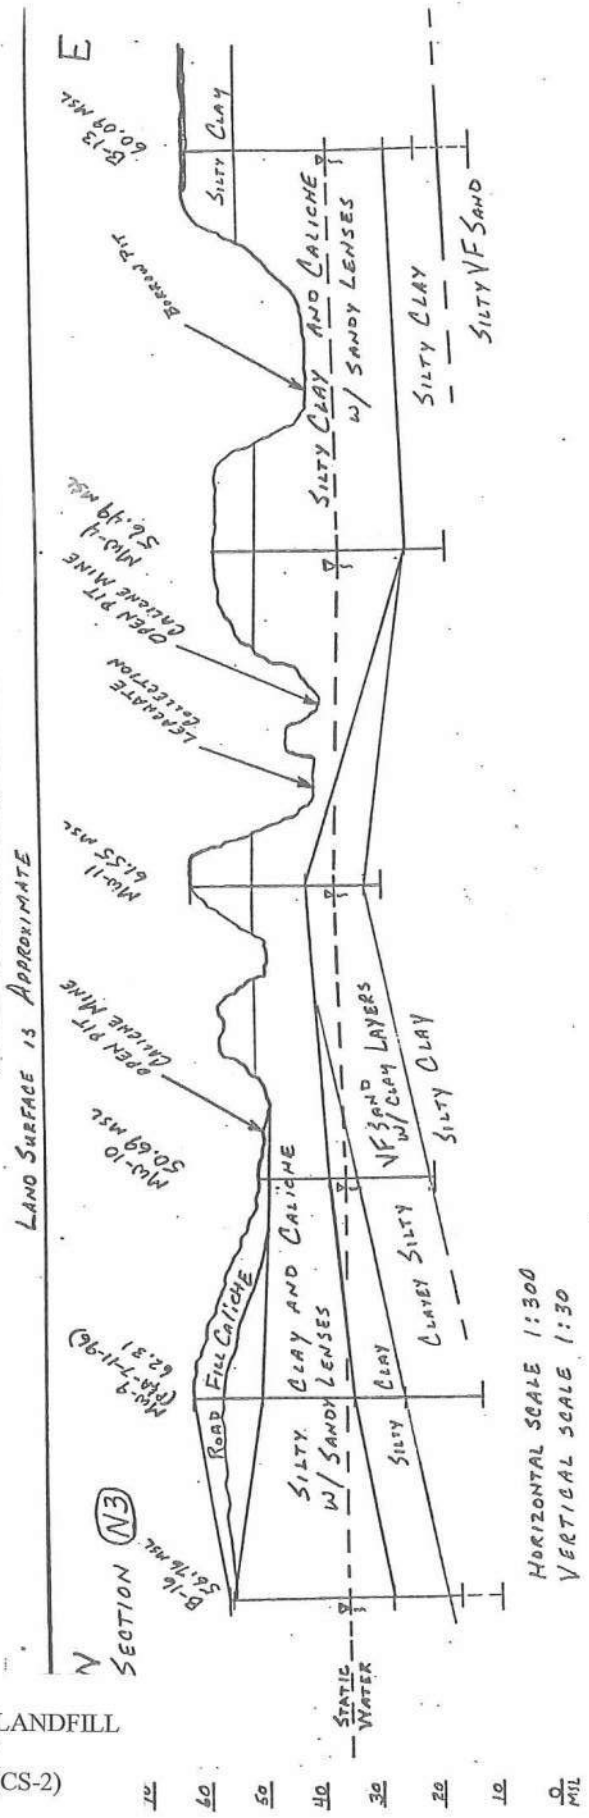 LAND SURFACE IS APPROXIMATE
N
E
SECTION N3
B-16
56.76 MSL
MW-9
(P&A-7-11-96)
62.31
MW-10
50.69 MSL
OPEN PIT
CALICHE MINE
MW-11
61.55 MSL
LEACHATE
COLLECTION
OPEN PIT
CALICHE MINE
MW-4
56.49 MSL
BORROW PIT
B-13
60.09 MSL
ROAD FILL CALICHE
SILTY CLAY
SILTY CLAY AND CALICHE
W/ SANDY LENSES
SILTY CLAY AND CALICHE
W/ SANDY LENSES
STATIC
WATER
SILTY CLAY
CLAYEY SILTY
VF SAND
W/ CLAY LAYERS
SILTY CLAY
SILTY CLAY
SILTY VF SAND
HORIZONTAL SCALE 1:300
VERTICAL SCALE 1:30
60
50
40
30
20
10
0
MSL
LANDFILL
CS-2)